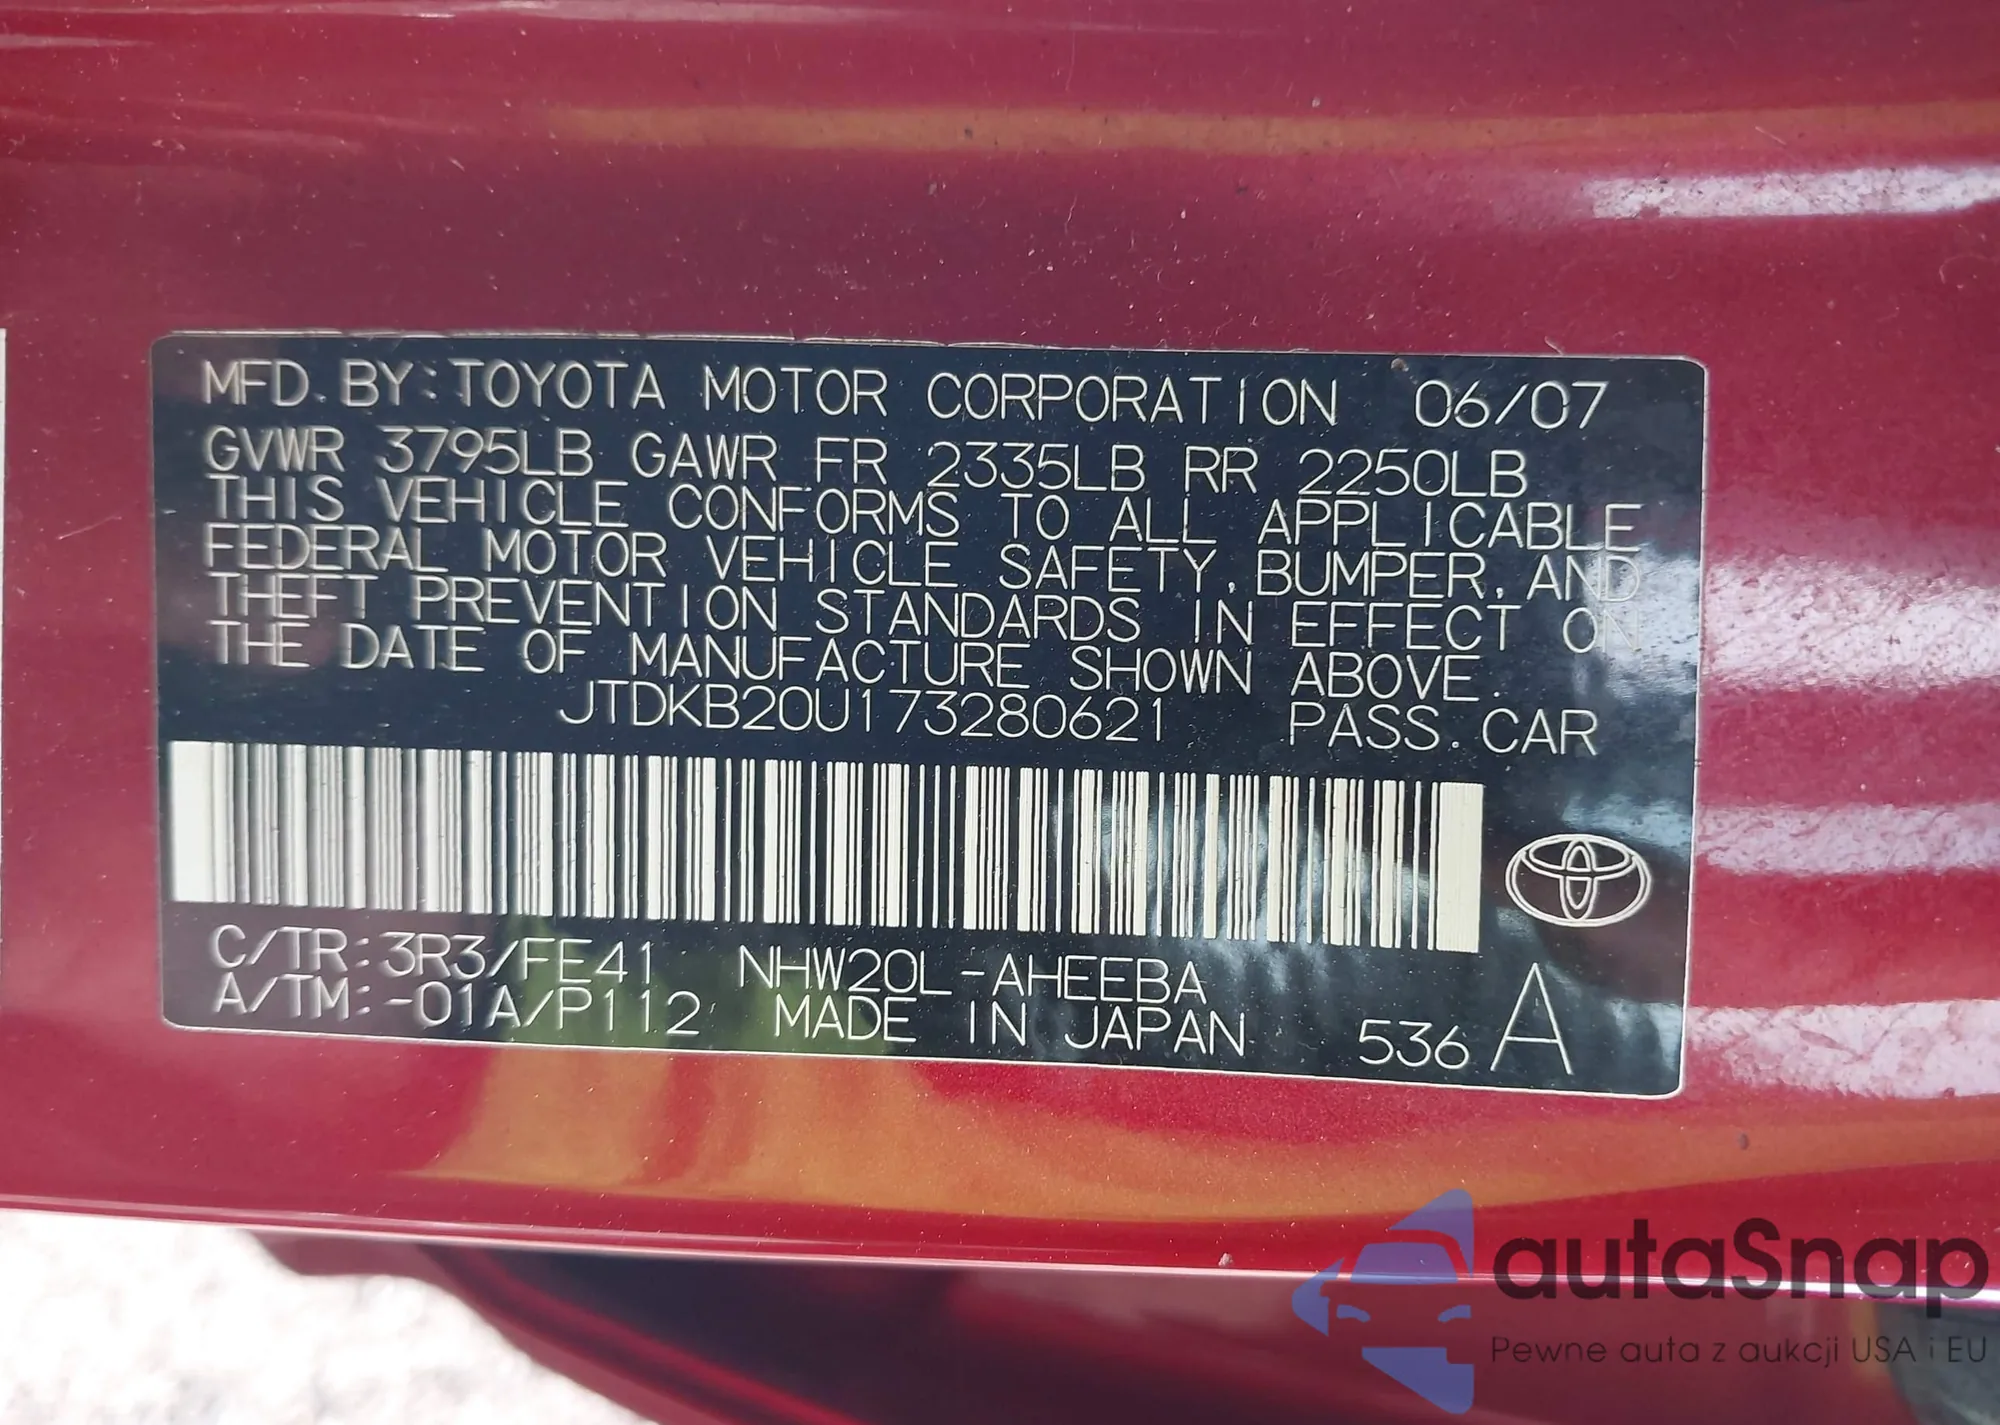 MFD. BY: TOYOTA MOTOR CORPORATION 06/07
GVWR 3795LB GAWR FR 2335LB RR 2250LB
THIS VEHICLE CONFORMS TO ALL APPLICABLE
FEDERAL MOTOR VEHICLE SAFETY, BUMPER, AND
THEFT PREVENTION STANDARDS IN EFFECT ON
THE DATE OF MANUFACTURE SHOWN ABOVE.
JTDKB20U173280621 PASS. CAR
C/TR: 3R3/FE41 NHW20L-AHEEBA
A/TM: -01A/P112 MADE IN JAPAN 536 A
autaSnap
Pewne auta z aukcji USA i EU